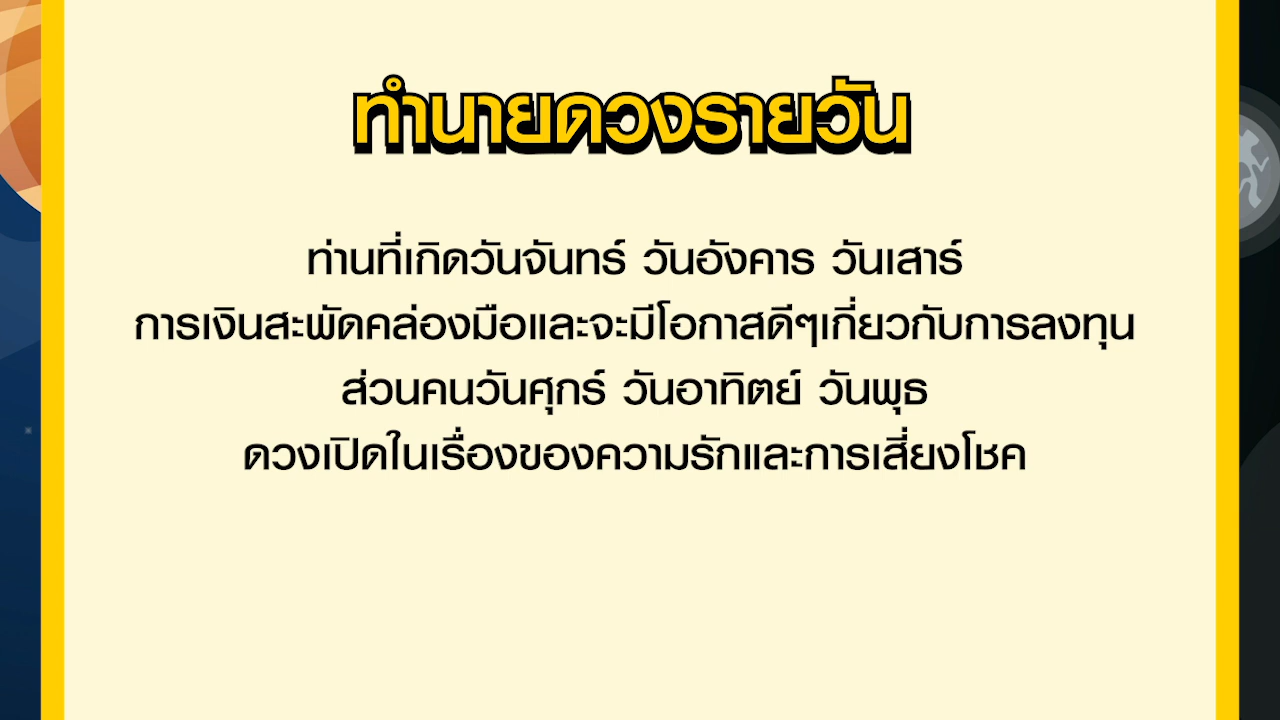 ทำนายดวงรายวัน
ท่านที่เกิดวันจันทร์ วันอังคาร วันเสาร์
การเงินสะพัดคล่องมือและจะมีโอกาสดีๆเกี่ยวกับการลงทุน
ส่วนคนวันศุกร์ วันอาทิตย์ วันพุธ
ดวงเปิดในเรื่องของความรักและการเสี่ยงโชค